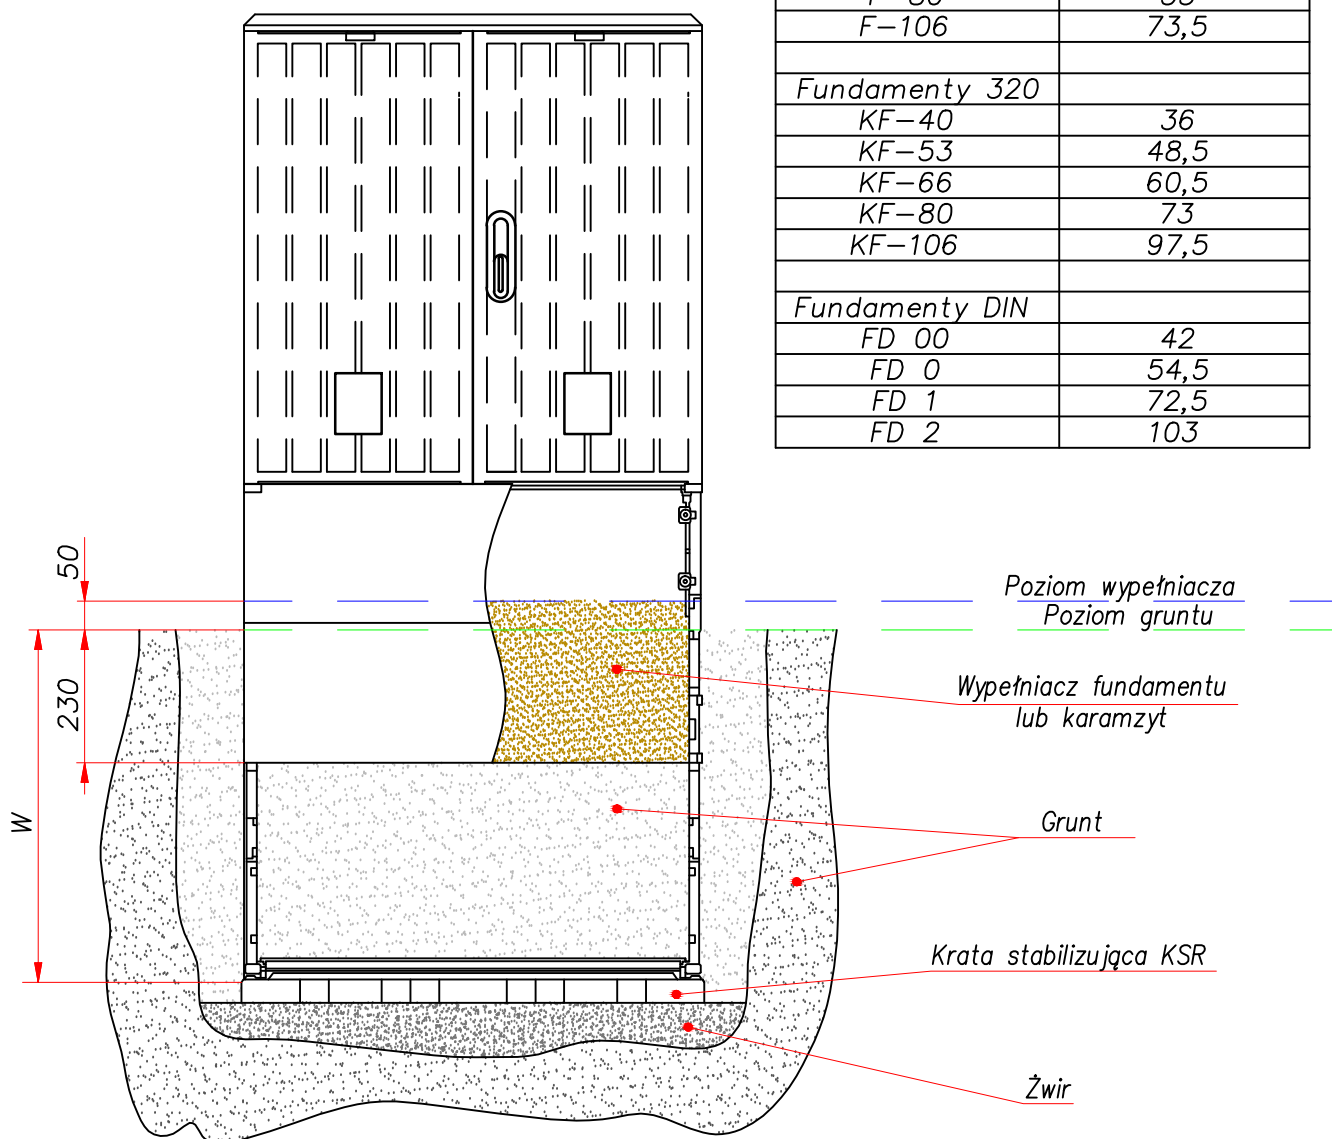 F-106 73,5
Fundamenty 320
KF-40 36
KF-53 48,5
KF-66 60,5
KF-80 73
KF-106 97,5
Fundamenty DIN
FD 00 42
FD 0 54,5
FD 1 72,5
FD 2 103
50
Poziom wypełniacza
Poziom gruntu
230
Wypełniacz fundamentu
lub karamzyt
W
Grunt
Krata stabilizująca KSR
Żwir